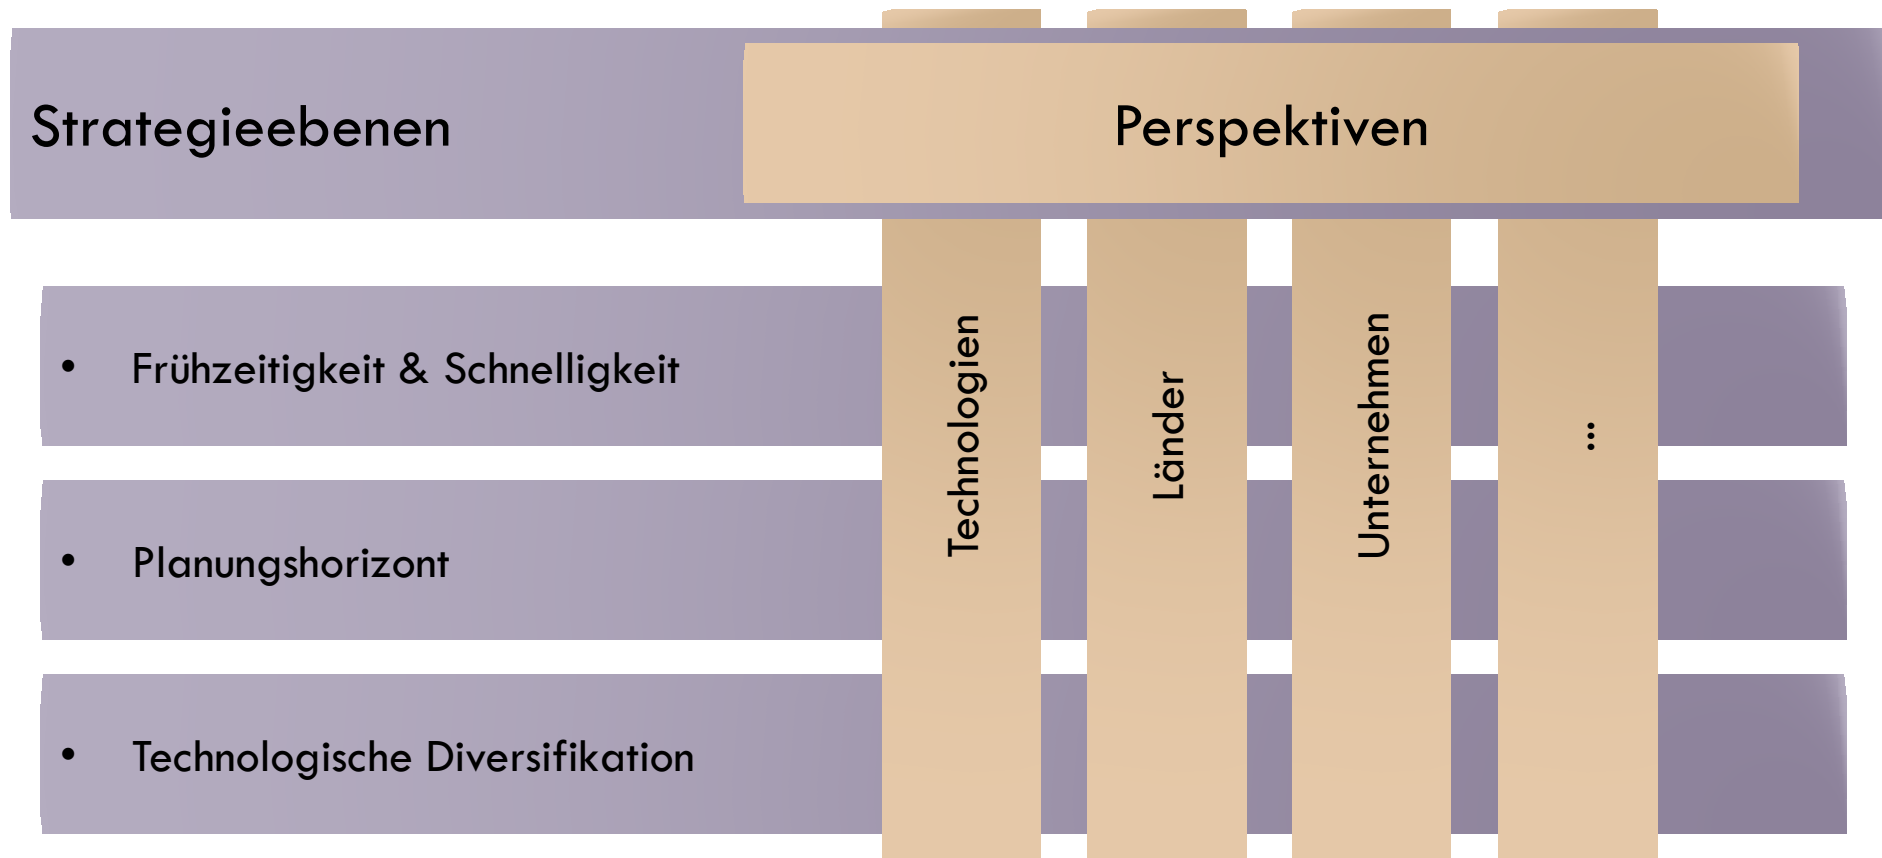 Strategieebenen
Perspektiven
• Frühzeitigkeit & Schnelligkeit
• Planungshorizont
• Technologische Diversifikation
Technologien
Länder
Unternehmen
...